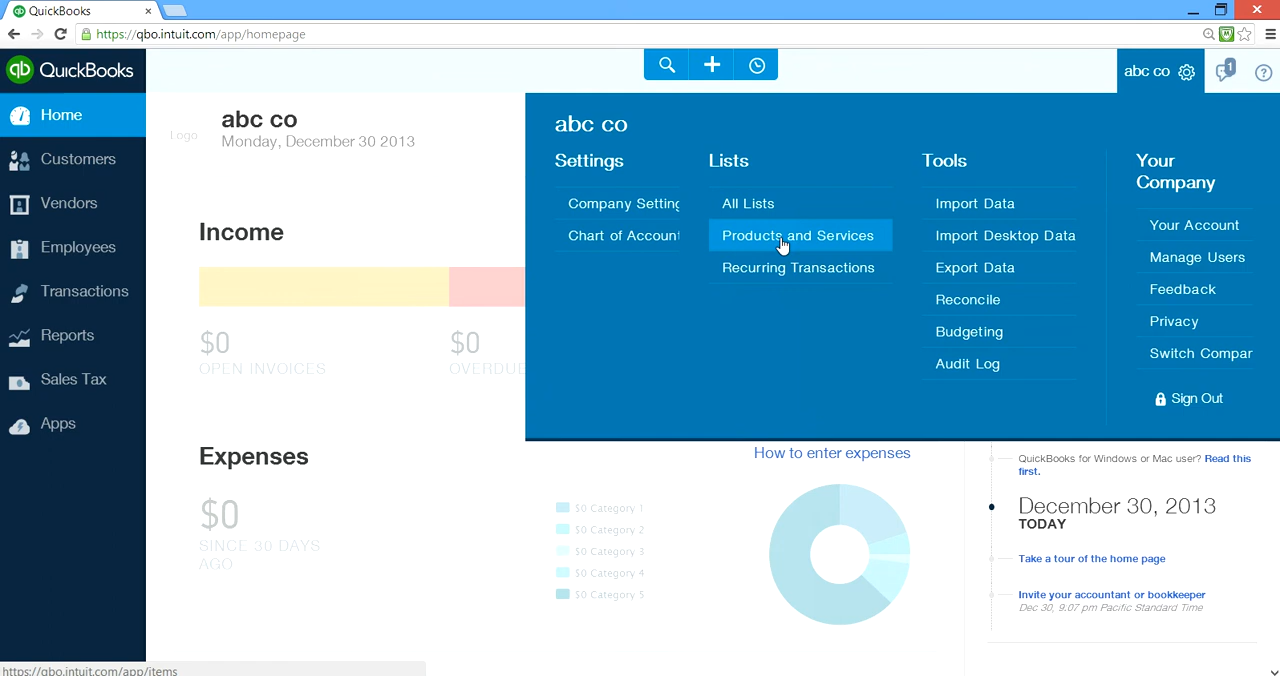 QuickBooks
https://qbo.intuit.com/app/homepage
qb QuickBooks
abc co
1
Home
Customers
Vendors
Employees
Transactions
Reports
Sales Tax
Apps
Logo
abc co
Monday, December 30 2013
Income
$0
OPEN INVOICES
$0
OVERDUE
Expenses
$0
SINCE 30 DAYS
AGO
abc co
Settings
Company Setting
Chart of Account
Lists
All Lists
Products and Services
Recurring Transactions
Tools
Import Data
Import Desktop Data
Export Data
Reconcile
Budgeting
Audit Log
Your
Company
Your Account
Manage Users
Feedback
Privacy
Switch Compar
Sign Out
How to enter expenses
$0 Category 1
$0 Category 2
$0 Category 3
$0 Category 4
$0 Category 5
QuickBooks for Windows or Mac user? Read this
first.
December 30, 2013
TODAY
Take a tour of the home page
Invite your accountant or bookkeeper
Dec 30, 9.07 pm Pacific Standard Time
https://qbo.intuit.com/app/items